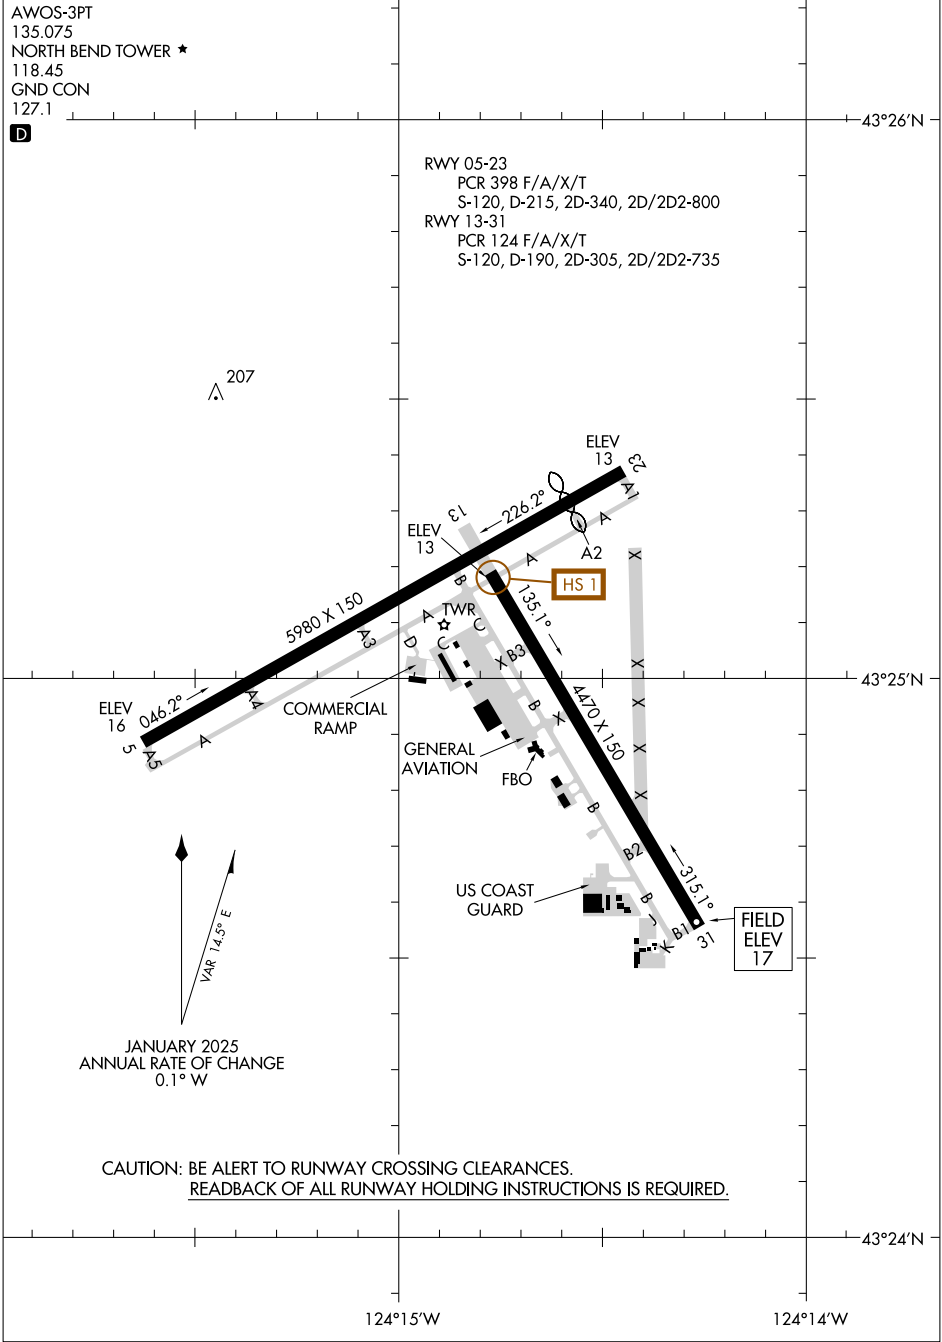 AWOS-3PT
135.075
NORTH BEND TOWER ★
118.45
GND CON
127.1
D
43°26'N
RWY 05-23
PCR 398 F/A/X/T
S-120, D-215, 2D-340, 2D/2D2-800
RWY 13-31
PCR 124 F/A/X/T
S-120, D-190, 2D-305, 2D/2D2-735
207
ELEV
13
23
A1
226.2°
A
13
ELEV
13
A2
A
X
HS 1
B
135.1°
5980 X 150
A
TWR
C
A3
D
C
B3
X
X
43°25'N
046.2°
A4
COMMERCIAL
RAMP
4470 X 150
X
ELEV
16
B
X
5
A5
A
GENERAL
AVIATION
FBO
X
X
B
B2
315.1°
US COAST
GUARD
B
J
B1
K
31
FIELD
ELEV
17
VAR 14.5° E
JANUARY 2025
ANNUAL RATE OF CHANGE
0.1° W
CAUTION: BE ALERT TO RUNWAY CROSSING CLEARANCES.
READBACK OF ALL RUNWAY HOLDING INSTRUCTIONS IS REQUIRED.
43°24'N
124°15'W
124°14'W